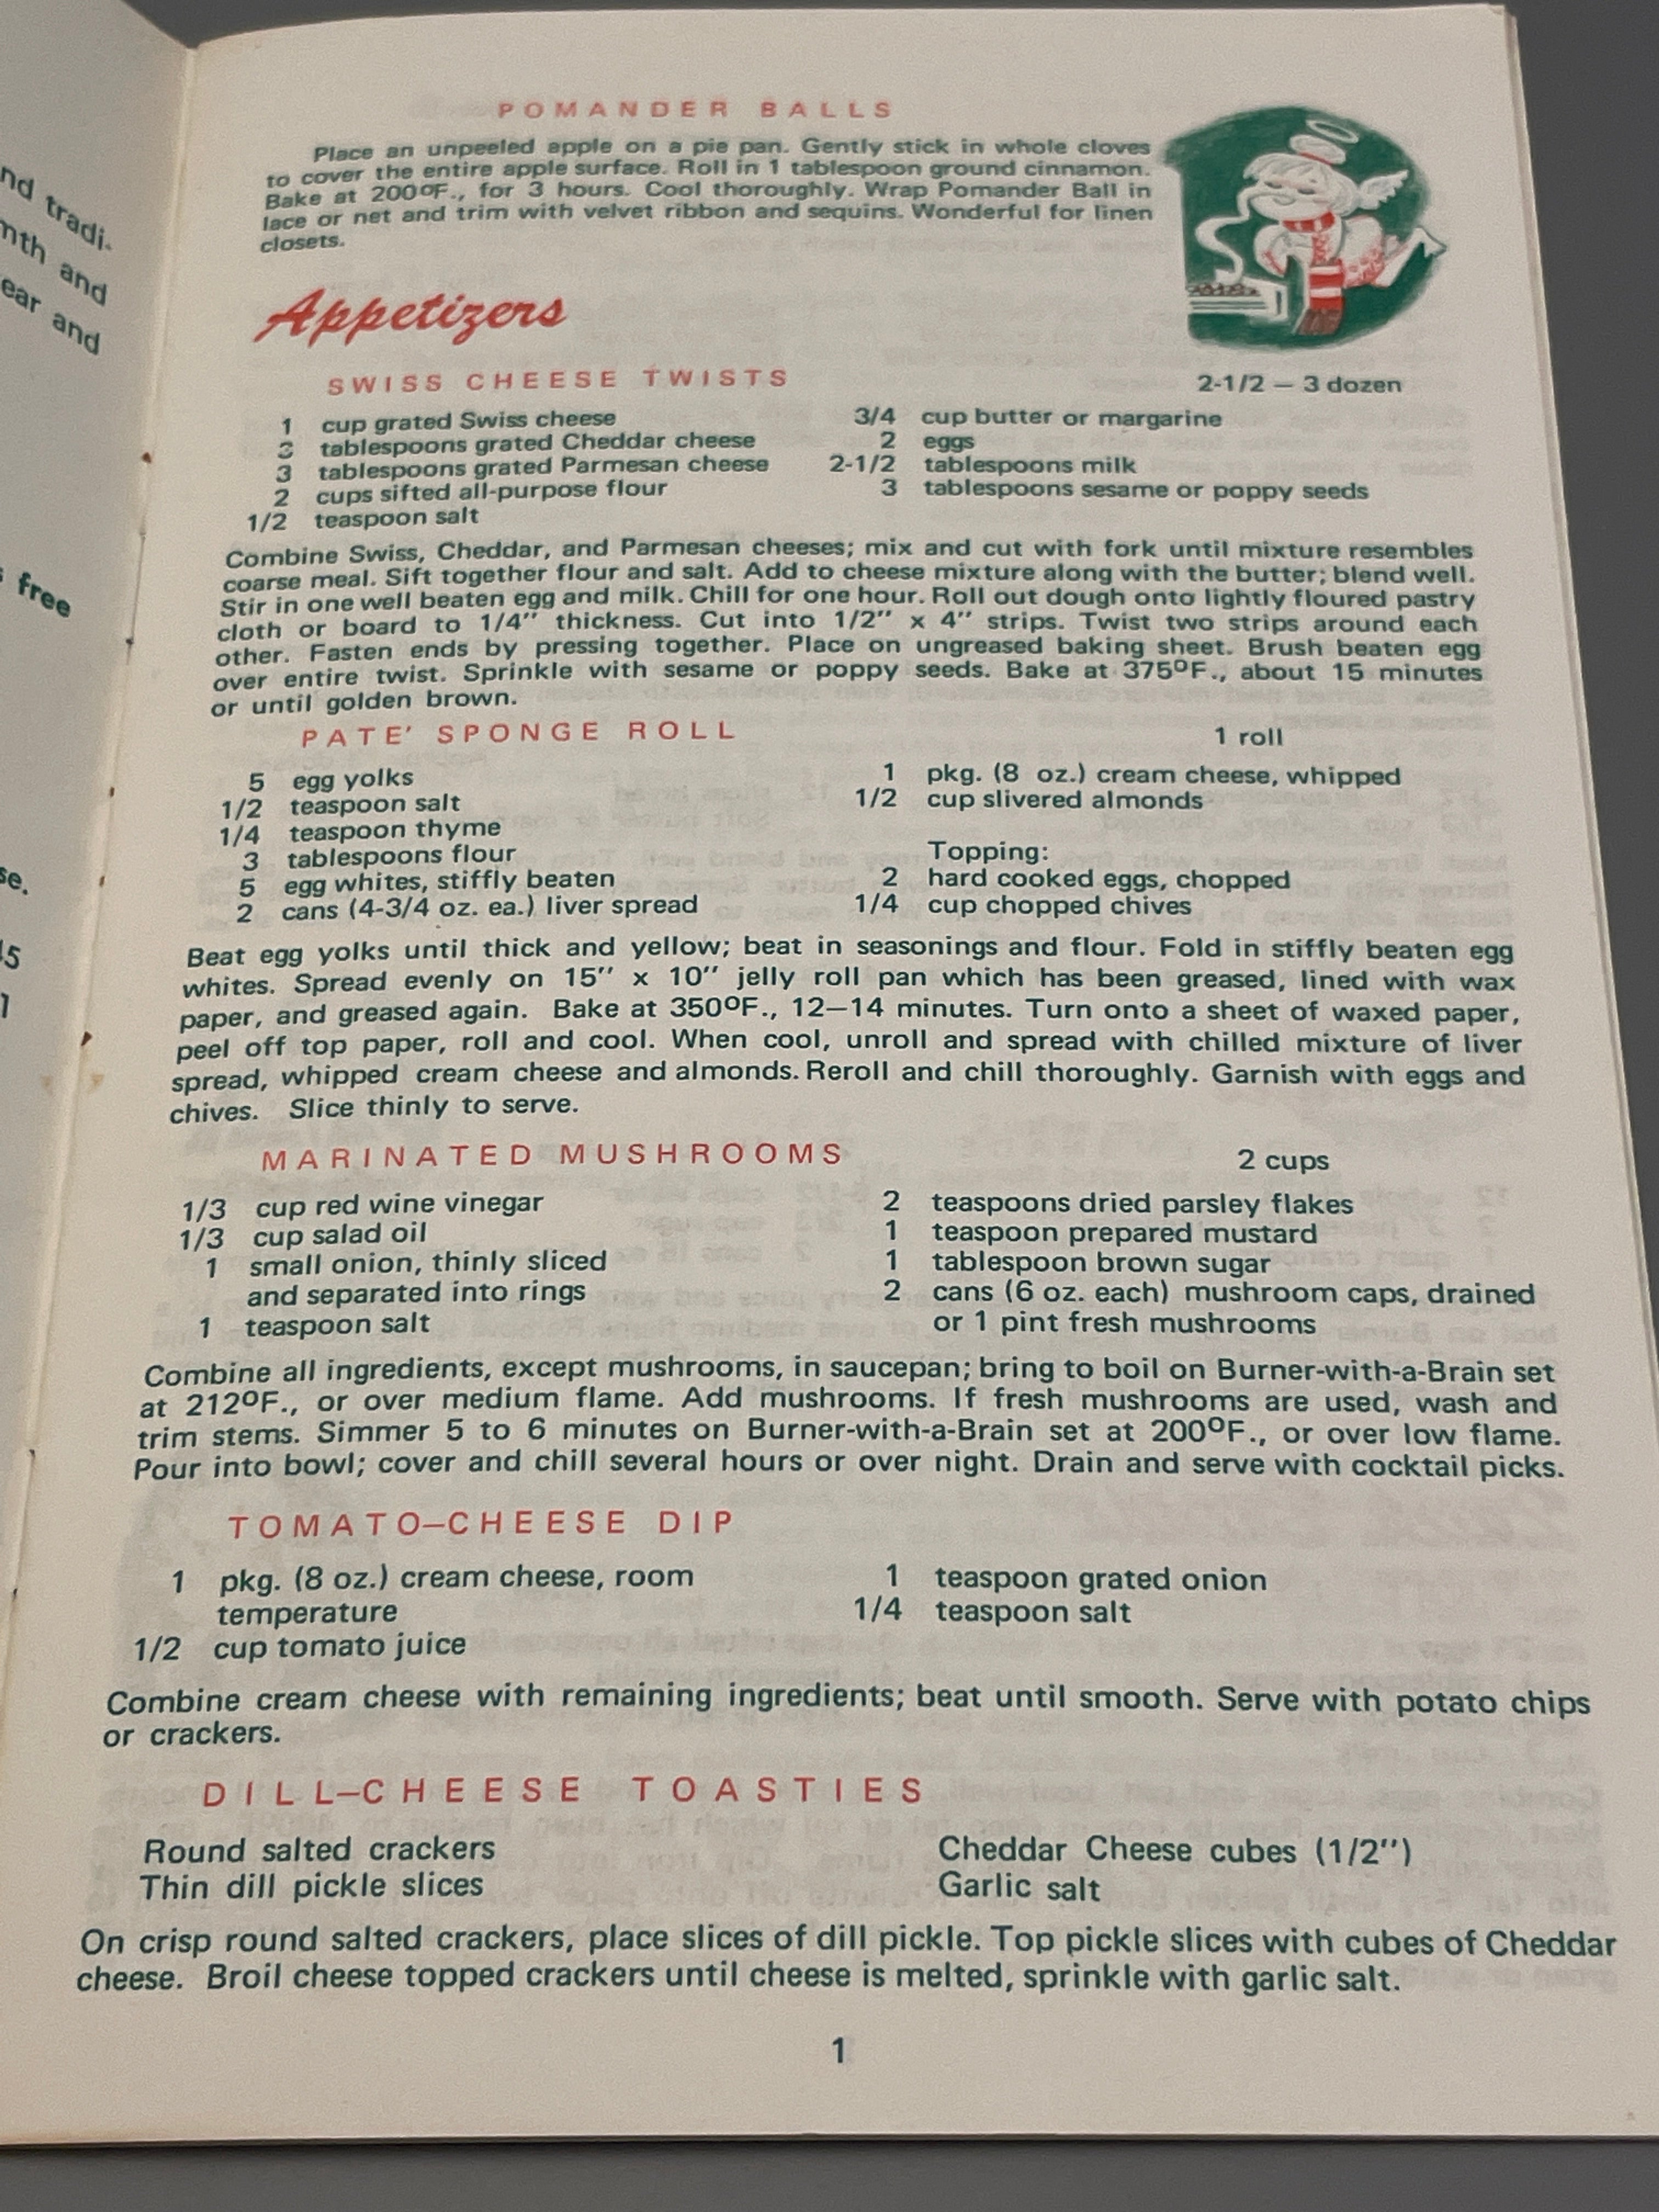 nd tradi-
mth and
ear and
free
se.
POMANDER BALLS
Place an unpeeled apple on a pie pan. Gently stick in whole cloves
to cover the entire apple surface. Roll in 1 tablespoon ground cinnamon.
Bake at 200ºF., for 3 hours. Cool thoroughly. Wrap Pomander Ball in
lace or net and trim with velvet ribbon and sequins. Wonderful for linen
closets.
Appetizers
SWISS CHEESE TWISTS 2-1/2 — 3 dozen
1 cup grated Swiss cheese
3 tablespoons grated Cheddar cheese
3 tablespoons grated Parmesan cheese
2 cups sifted all-purpose flour
1/2 teaspoon salt
3/4 cup butter or margarine
2 eggs
2-1/2 tablespoons milk
3 tablespoons sesame or poppy seeds
Combine Swiss, Cheddar, and Parmesan cheeses; mix and cut with fork until mixture resembles
coarse meal. Sift together flour and salt. Add to cheese mixture along with the butter; blend well.
Stir in one well beaten egg and milk. Chill for one hour. Roll out dough onto lightly floured pastry
cloth or board to 1/4" thickness. Cut into 1/2" x 4" strips. Twist two strips around each
other. Fasten ends by pressing together. Place on ungreased baking sheet. Brush beaten egg
over entire twist. Sprinkle with sesame or poppy seeds. Bake at 375ºF., about 15 minutes
or until golden brown.
PATE' SPONGE ROLL 1 roll
5 egg yolks
1/2 teaspoon salt
1/4 teaspoon thyme
3 tablespoons flour
5 egg whites, stiffly beaten
2 cans (4-3/4 oz. ea.) liver spread
1 pkg. (8 oz.) cream cheese, whipped
1/2 cup slivered almonds
Topping:
2 hard cooked eggs, chopped
1/4 cup chopped chives
Beat egg yolks until thick and yellow; beat in seasonings and flour. Fold in stiffly beaten egg
whites. Spread evenly on 15" x 10" jelly roll pan which has been greased, lined with wax
paper, and greased again. Bake at 350ºF., 12—14 minutes. Turn onto a sheet of waxed paper,
peel off top paper, roll and cool. When cool, unroll and spread with chilled mixture of liver
spread, whipped cream cheese and almonds. Reroll and chill thoroughly. Garnish with eggs and
chives. Slice thinly to serve.
MARINATED MUSHROOMS 2 cups
1/3 cup red wine vinegar
1/3 cup salad oil
1 small onion, thinly sliced
and separated into rings
1 teaspoon salt
2 teaspoons dried parsley flakes
1 teaspoon prepared mustard
1 tablespoon brown sugar
2 cans (6 oz. each) mushroom caps, drained
or 1 pint fresh mushrooms
Combine all ingredients, except mushrooms, in saucepan; bring to boil on Burner-with-a-Brain set
at 212ºF., or over medium flame. Add mushrooms. If fresh mushrooms are used, wash and
trim stems. Simmer 5 to 6 minutes on Burner-with-a-Brain set at 200ºF., or over low flame.
Pour into bowl; cover and chill several hours or over night. Drain and serve with cocktail picks.
TOMATO—CHEESE DIP
1 pkg. (8 oz.) cream cheese, room
temperature
1/2 cup tomato juice
1 teaspoon grated onion
1/4 teaspoon salt
Combine cream cheese with remaining ingredients; beat until smooth. Serve with potato chips
or crackers.
DILL—CHEESE TOASTIES
Round salted crackers
Thin dill pickle slices
Cheddar Cheese cubes (1/2")
Garlic salt
On crisp round salted crackers, place slices of dill pickle. Top pickle slices with cubes of Cheddar
cheese. Broil cheese topped crackers until cheese is melted, sprinkle with garlic salt.
1